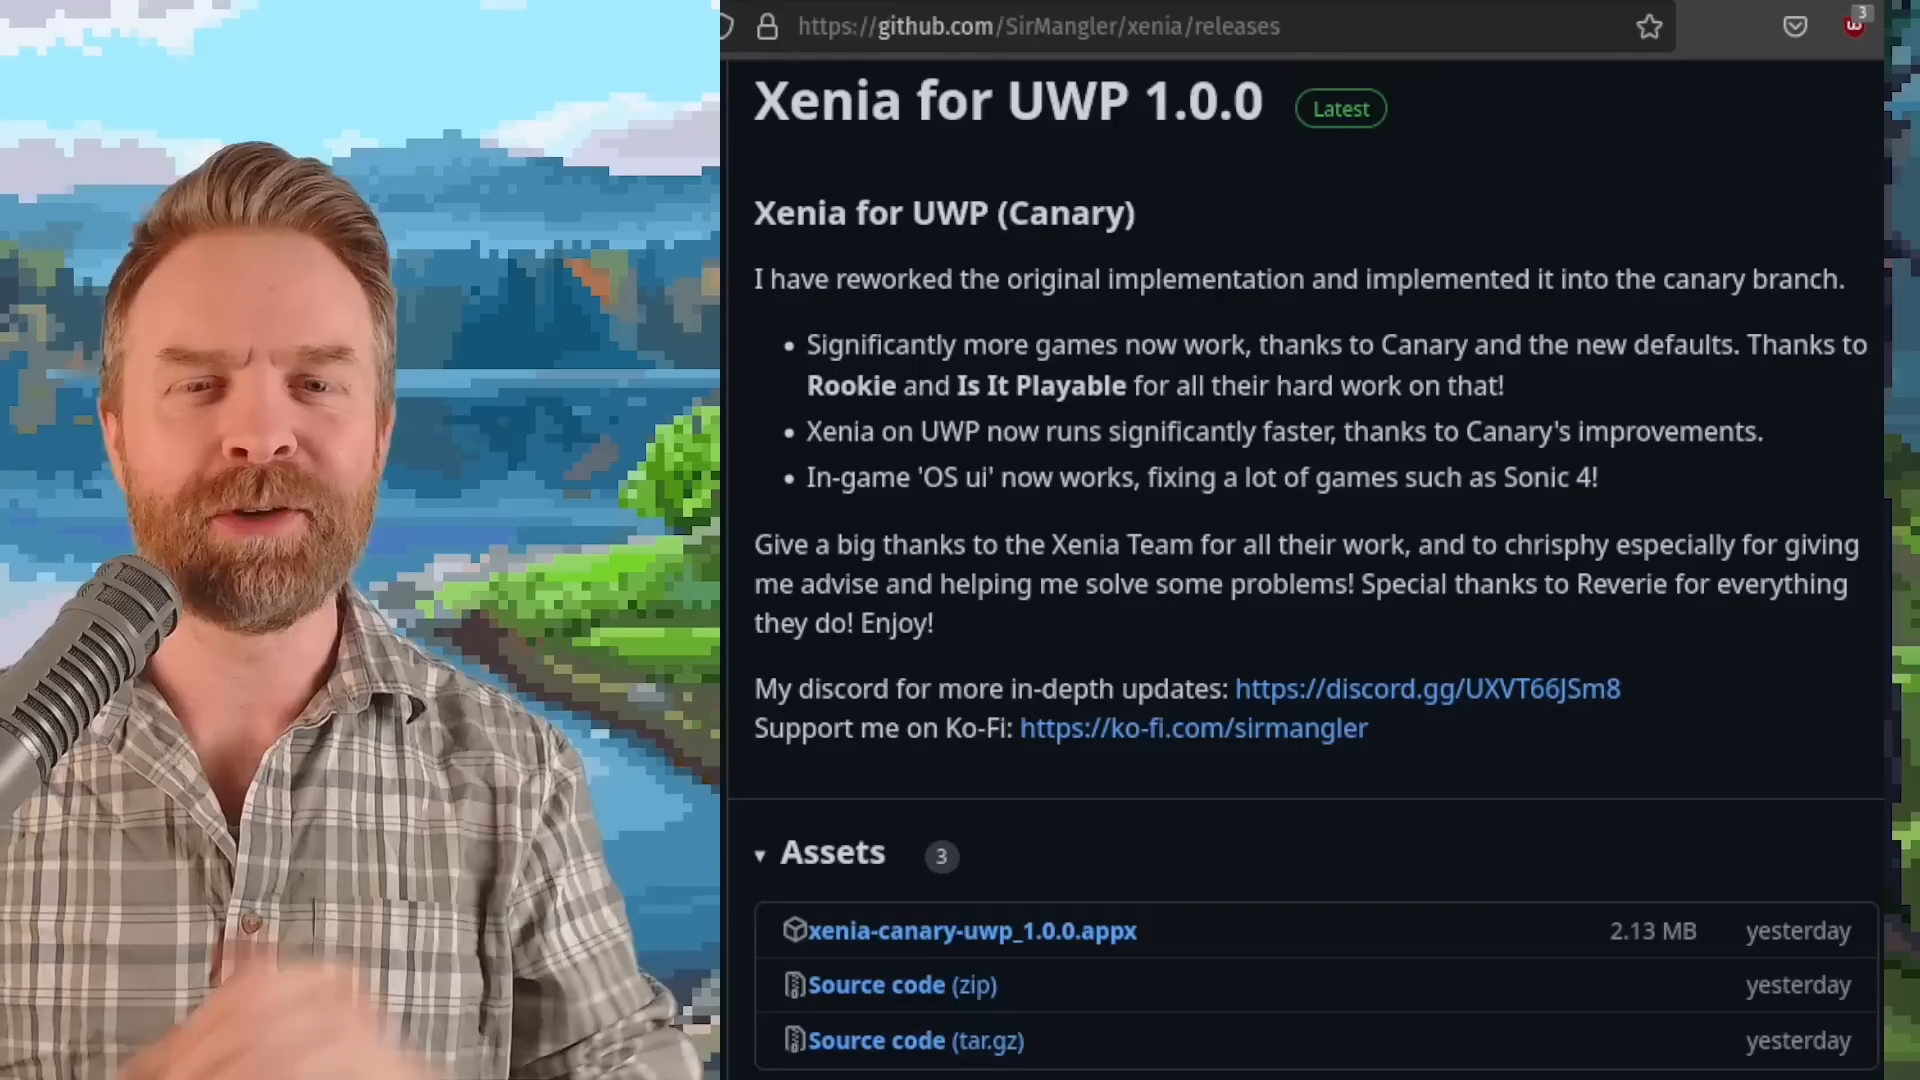 https://github.com/SirMangler/xenia/releases
3
Xenia for UWP 1.0.0 Latest
Xenia for UWP (Canary)
I have reworked the original implementation and implemented it into the canary branch.
• Significantly more games now work, thanks to Canary and the new defaults. Thanks to
Rookie and Is It Playable for all their hard work on that!
• Xenia on UWP now runs significantly faster, thanks to Canary's improvements.
• In-game 'OS ui' now works, fixing a lot of games such as Sonic 4!
Give a big thanks to the Xenia Team for all their work, and to chrisphy especially for giving
me advise and helping me solve some problems! Special thanks to Reverie for everything
they do! Enjoy!
My discord for more in-depth updates: https://discord.gg/UXVT66JSm8
Support me on Ko-Fi: https://ko-fi.com/sirmangler
Assets 3
xenia-canary-uwp_1.0.0.appx 2.13 MB yesterday
Source code (zip) yesterday
Source code (tar.gz) yesterday